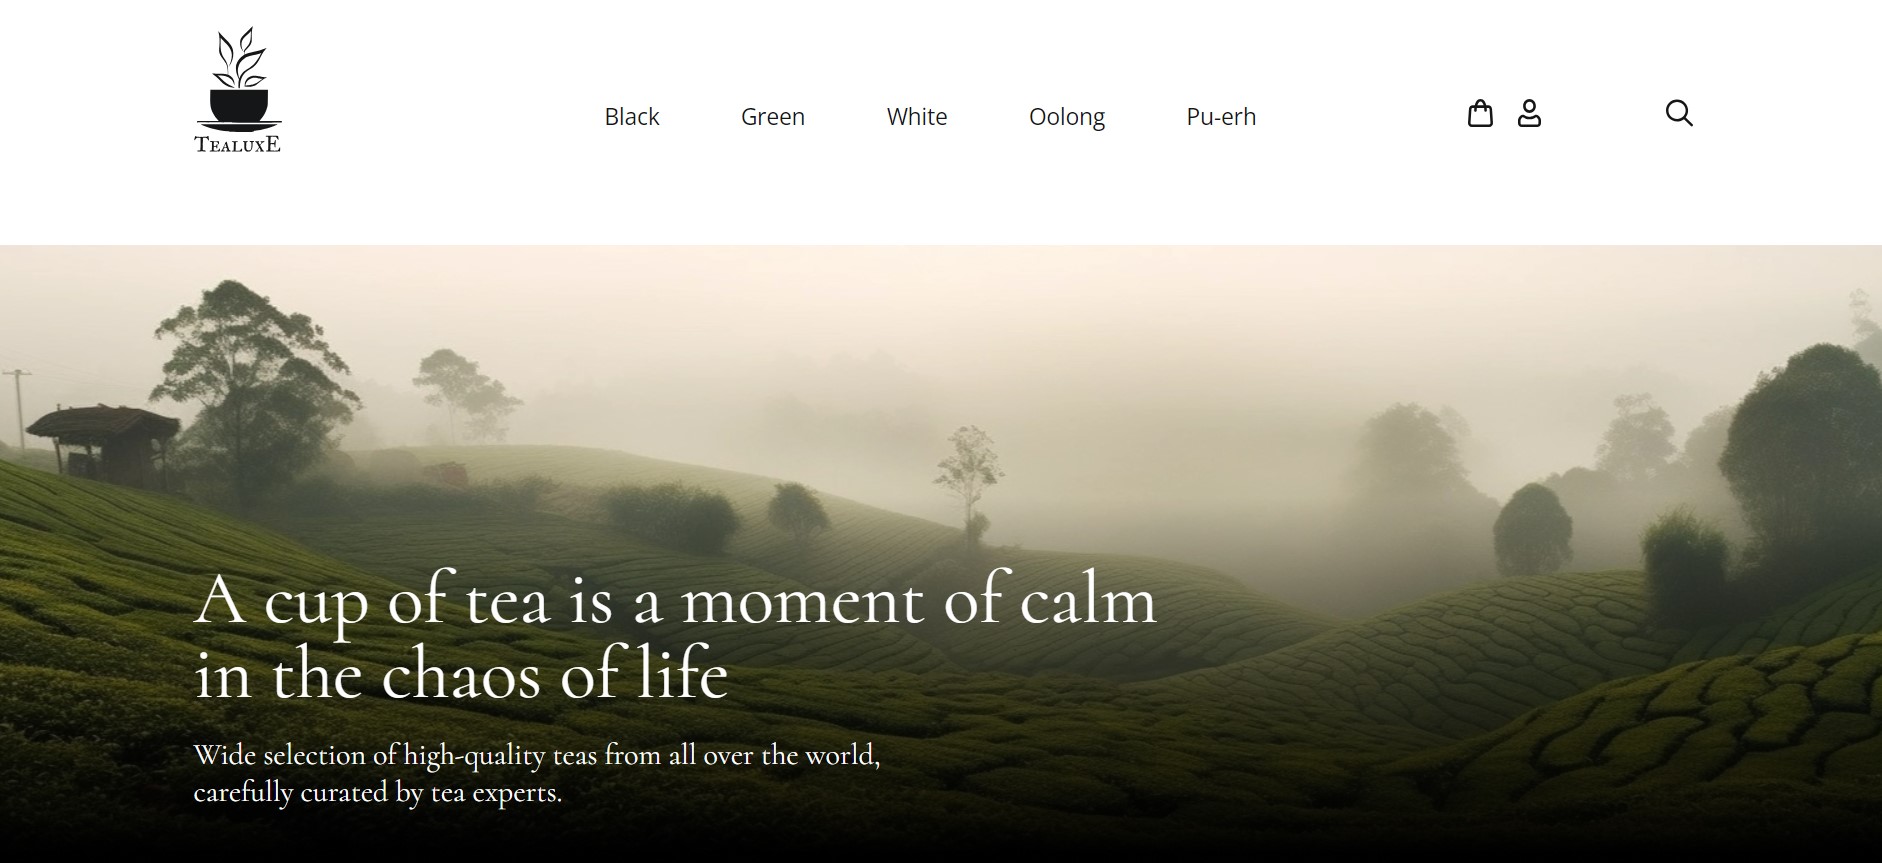 TEALUXE
Black
Green
White
Oolong
Pu-erh
A cup of tea is a moment of calm
in the chaos of life
Wide selection of high-quality teas from all over the world,
carefully curated by tea experts.